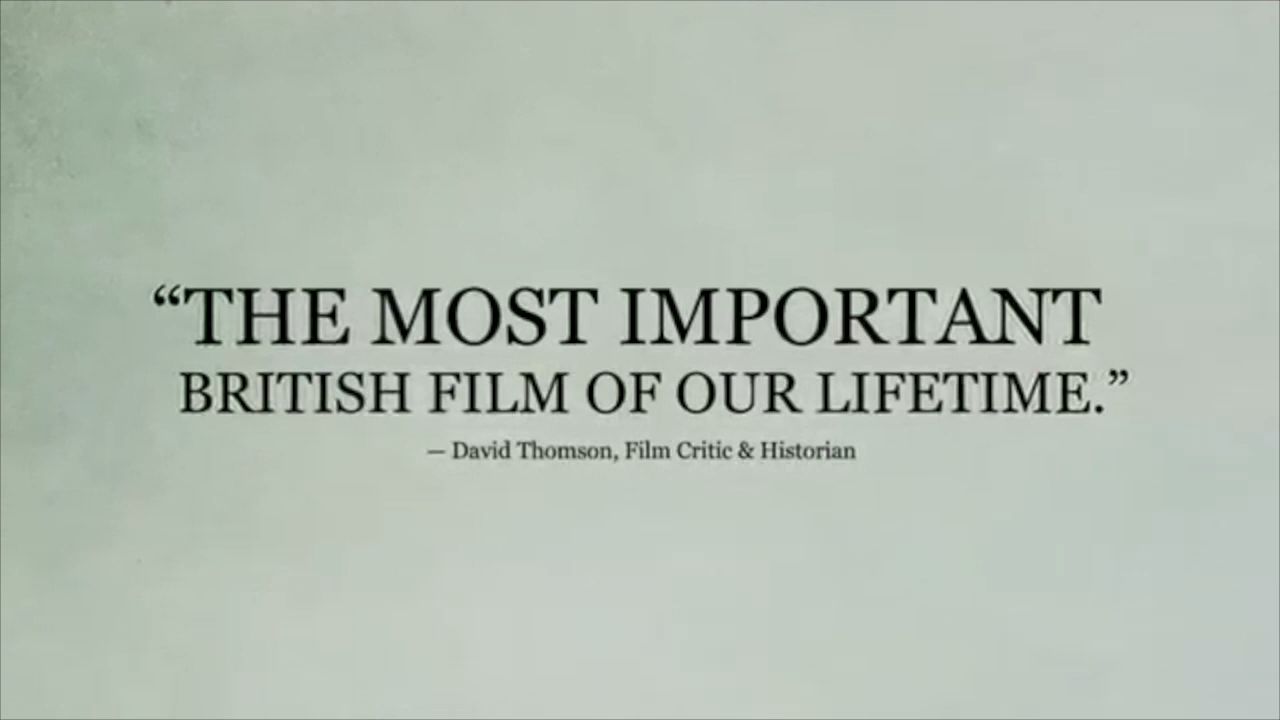 “THE MOST IMPORTANT
BRITISH FILM OF OUR LIFETIME.”
— David Thomson, Film Critic & Historian